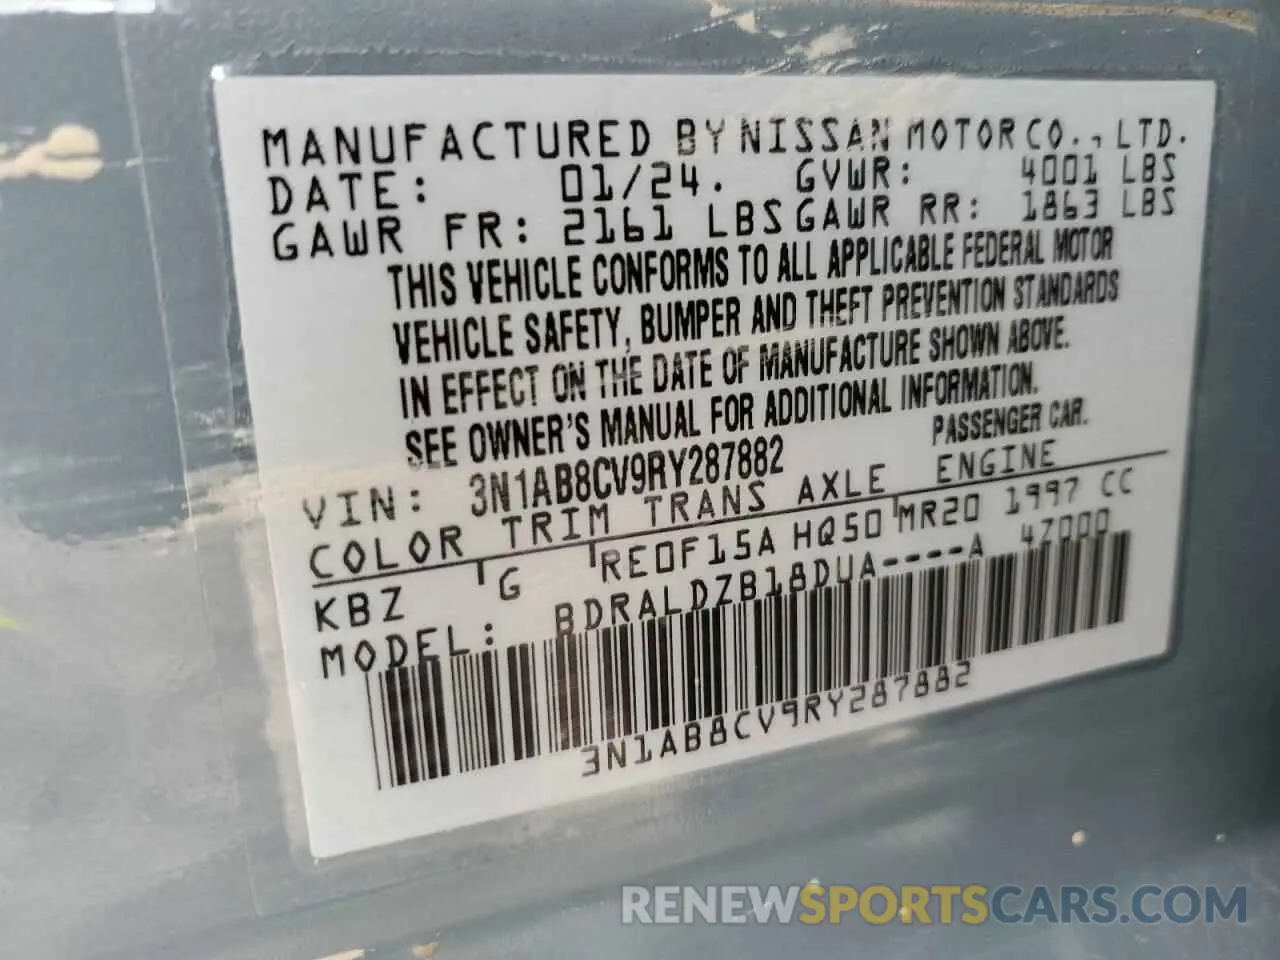 MANUFACTURED BY NISSAN MOTOR CO., LTD.
DATE: 01/24. GVWR: 4001 LBS
GAWR FR: 2161 LBS GAWR RR: 1863 LBS
THIS VEHICLE CONFORMS TO ALL APPLICABLE FEDERAL MOTOR
VEHICLE SAFETY, BUMPER AND THEFT PREVENTION STANDARDS
IN EFFECT ON THE DATE OF MANUFACTURE SHOWN ABOVE.
SEE OWNER'S MANUAL FOR ADDITIONAL INFORMATION.
VIN: 3N1AB8CV9RY287882 PASSENGER CAR.
COLOR TRIM TRANS AXLE ENGINE
KBZ G RE0F15A HQ50 MR20 1997 CC
MODEL: BDRALDZB18DUA----A 47000
3N1AB8CV9RY287882
RENEWSPORTSCARS.COM